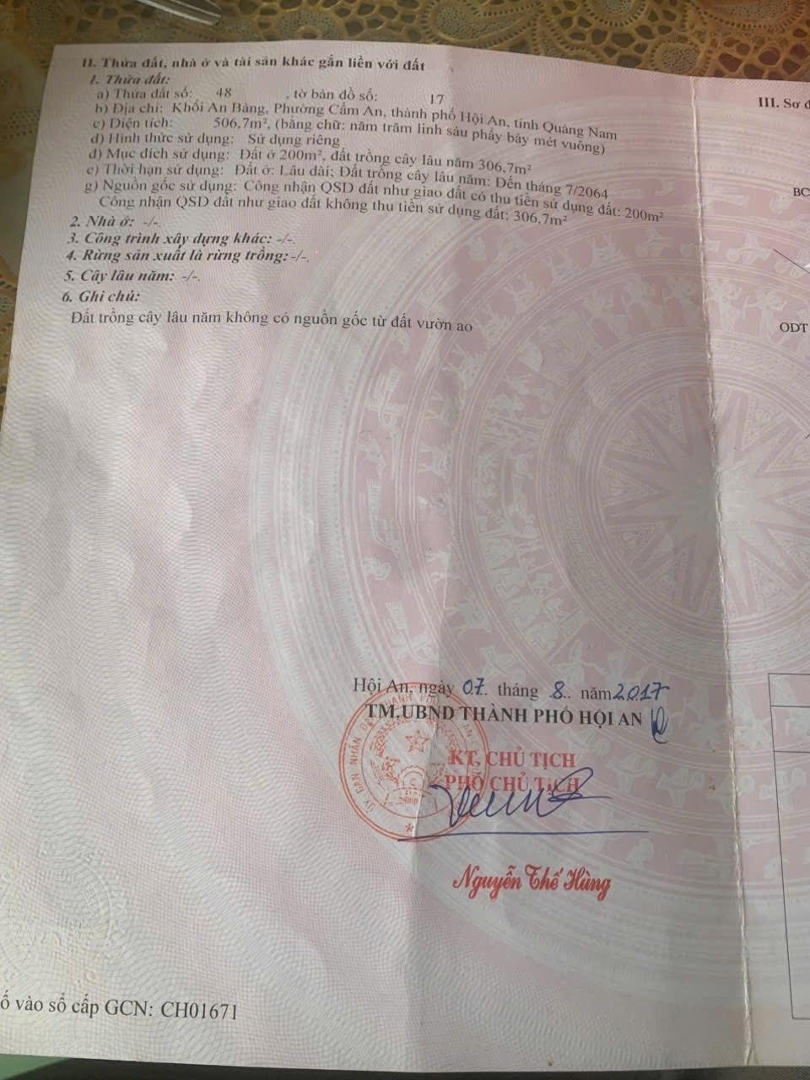 II. Thửa đất, nhà ở và tài sản khác gắn liền với đất
1. Thửa đất:
a) Thửa đất số: 48 , tờ bản đồ số: 17
b) Địa chỉ: Khối An Bàng, Phường Cẩm An, thành phố Hội An, tỉnh Quảng Nam
c) Diện tích: 506,7m², (bằng chữ: năm trăm linh sáu phẩy bảy mét vuông)
d) Hình thức sử dụng: Sử dụng riêng
đ) Mục đích sử dụng: Đất ở 200m², đất trồng cây lâu năm 306,7m²
e) Thời hạn sử dụng: Đất ở: Lâu dài; Đất trồng cây lâu năm: Đến tháng 7/2064
g) Nguồn gốc sử dụng: Công nhận QSD đất như giao đất có thu tiền sử dụng đất: 200m²
Công nhận QSD đất như giao đất không thu tiền sử dụng đất: 306,7m²
2. Nhà ở: -/-.
3. Công trình xây dựng khác: -/-.
4. Rừng sản xuất là rừng trồng: -/-.
5. Cây lâu năm: -/-.
6. Ghi chú:
Đất trồng cây lâu năm không có nguồn gốc từ đất vườn ao
III. Sơ
BC
ODT
Hội An, ngày 07. tháng 8.. năm 2017
TM.UBND THÀNH PHỐ HỘI AN
KT. CHỦ TỊCH
PHÓ CHỦ TỊCH
ỦY BAN NHÂN DÂN
Nguyễn Thế Hùng
ố vào sổ cấp GCN: CH01671